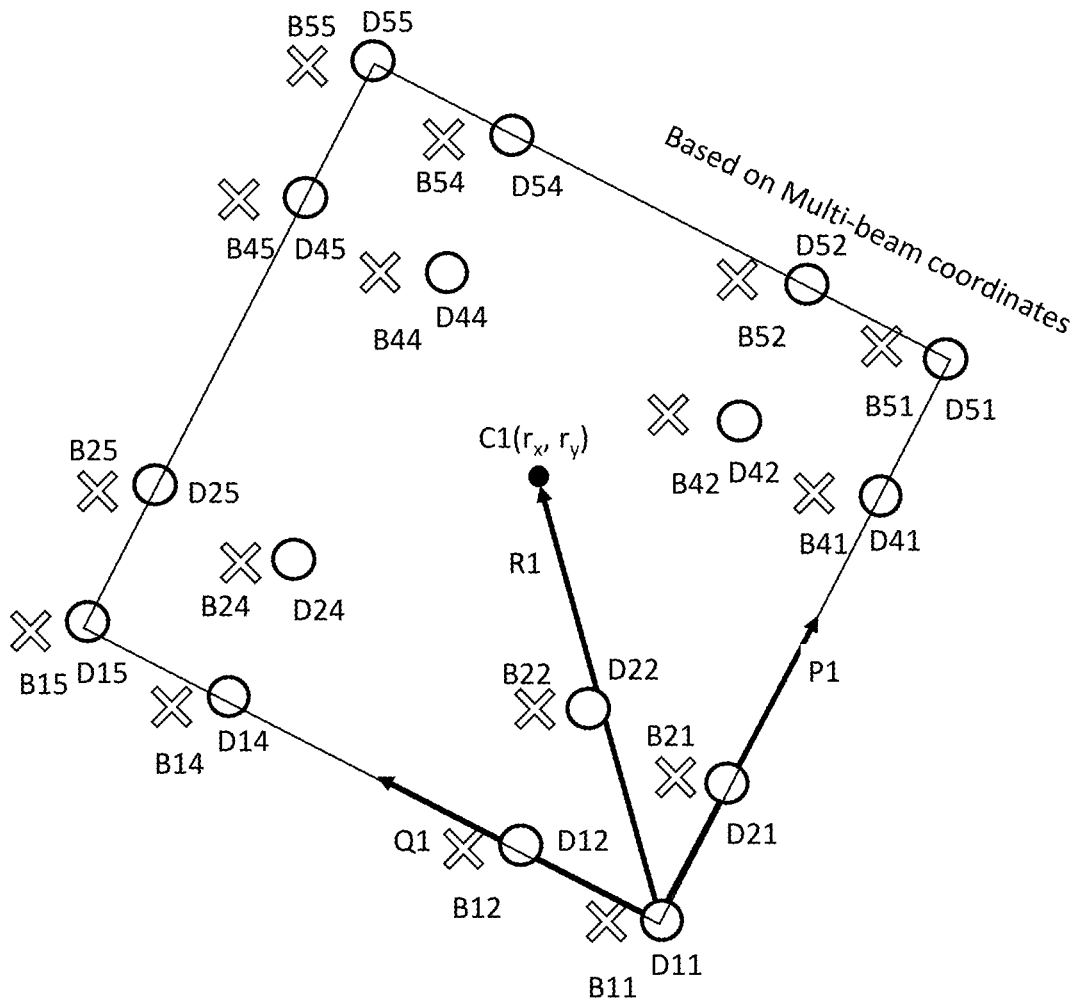 B55
D55
Based on Multi-beam coordinates
B54
D54
B45
D45
D52
D44
B44
B52
B51
D51
C1(rx, ry)
B25
D25
B42
D42
B41
D41
R1
B24
D24
B22
D22
P1
B15
D15
B21
B14
D14
D21
Q1
D12
B12
B11
D11